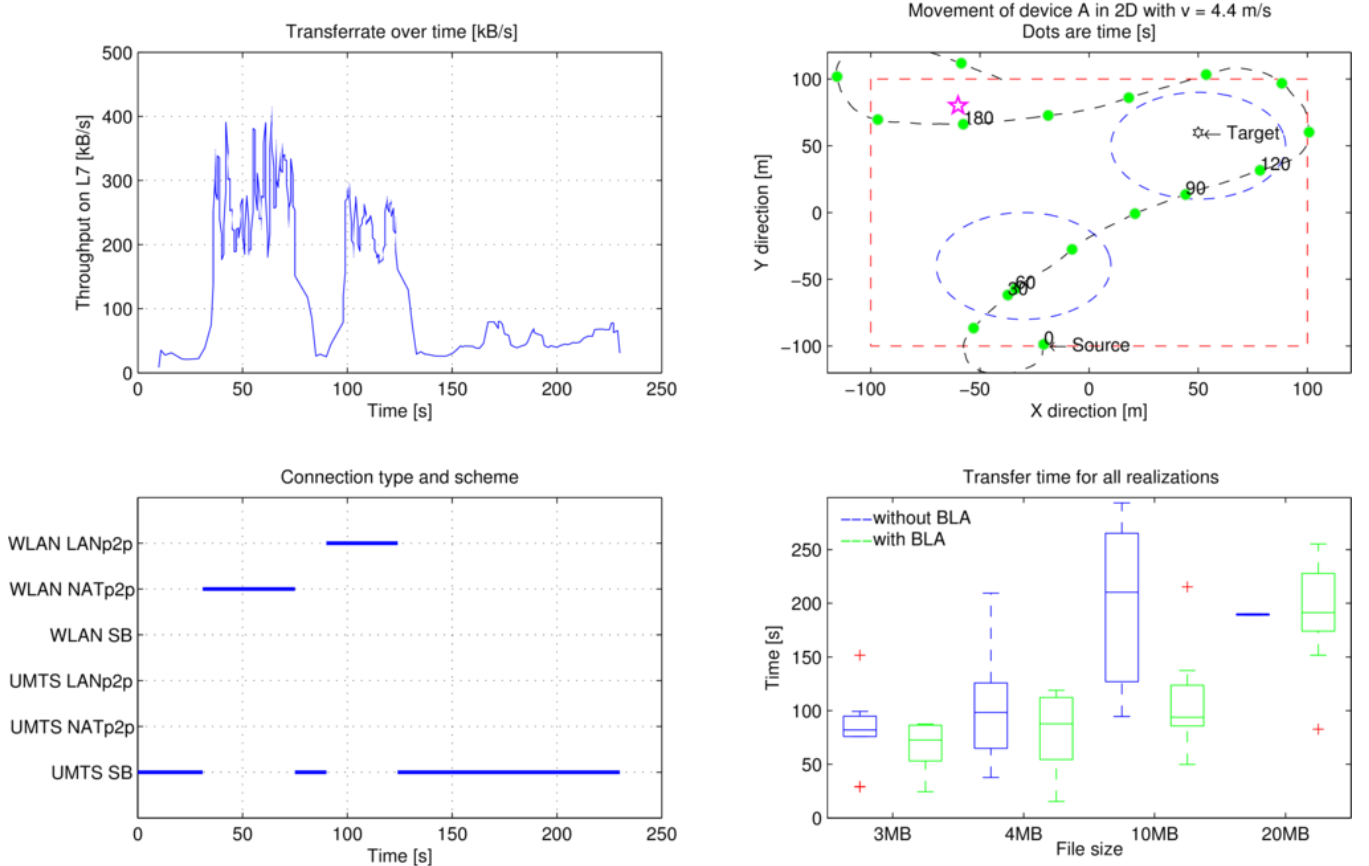 Transferrate over time [kB/s]
500
400
300
200
100
0
Throughput on L7 [kB/s]
0 50 100 150 200 250
Time [s]
Movement of device A in 2D with v = 4.4 m/s
Dots are time [s]
100
50
0
−50
−100
Y direction [m]
180
←Target
120
90
60
30
0
←Source
−100 −50 0 50 100
X direction [m]
Connection type and scheme
WLAN LANp2p
WLAN NATp2p
WLAN SB
UMTS LANp2p
UMTS NATp2p
UMTS SB
0 50 100 150 200 250
Time [s]
Transfer time for all realizations
without BLA
with BLA
250
200
150
100
50
0
Time [s]
3MB 4MB 10MB 20MB
File size